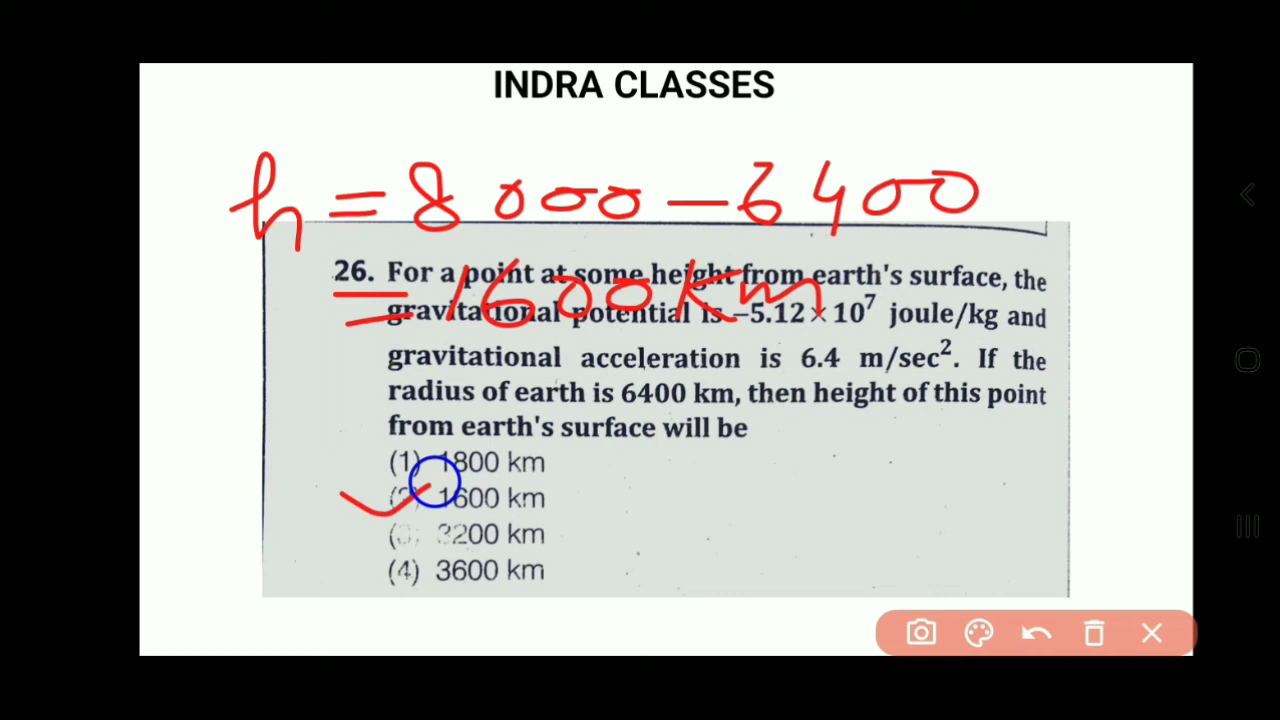 INDRA CLASSES
h = 8000 - 6400
= 1600 km
26. For a point at some height from earth's surface, the
gravitational potential is –5.12 × 10⁷ joule/kg and
gravitational acceleration is 6.4 m/sec². If the
radius of earth is 6400 km, then height of this point
from earth's surface will be
(1) 1800 km
(2) 1600 km
(3) 3200 km
(4) 3600 km